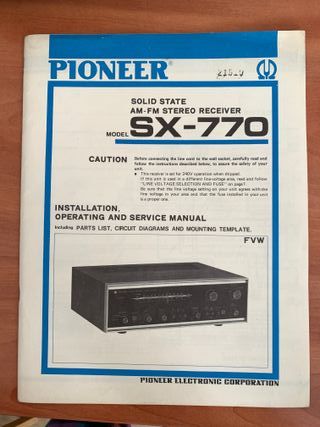 PIONEER
SOLID STATE
AM-FM STEREO RECEIVER
MODEL SX-770
CAUTION
Before connecting the line cord to the wall socket, carefully read and
follow the instructions described below, to assure the safety of your
unit.
● This receiver is set for 240V operation when shipped.
If this unit is used in a different line-voltage area, read and follow
"LINE VOLTAGE SELECTION AND FUSE" on page1.
Be sure that the line voltage setting on your unit agrees with the
line voltage in your area and that the fuse installed in your unit
is a proper one.
INSTALLATION,
OPERATING AND SERVICE MANUAL
Including PARTS LIST, CIRCUIT DIAGRAMS AND MOUNTING TEMPLATE.
FVW
PIONEER ELECTRONIC CORPORATION